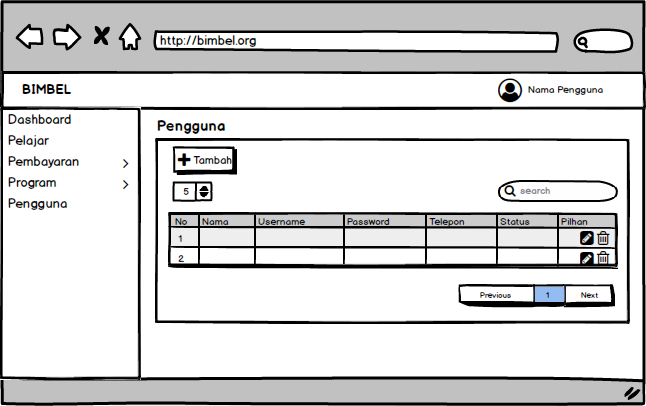 http://bimbel.org
BIMBEL
Nama Pengguna
Dashboard
Pelajar
Pembayaran
Program
Pengguna
Pengguna
Tambah
5
search
No Nama Username Password Telepon Status Pilhan
1
2
Previous 1 Next